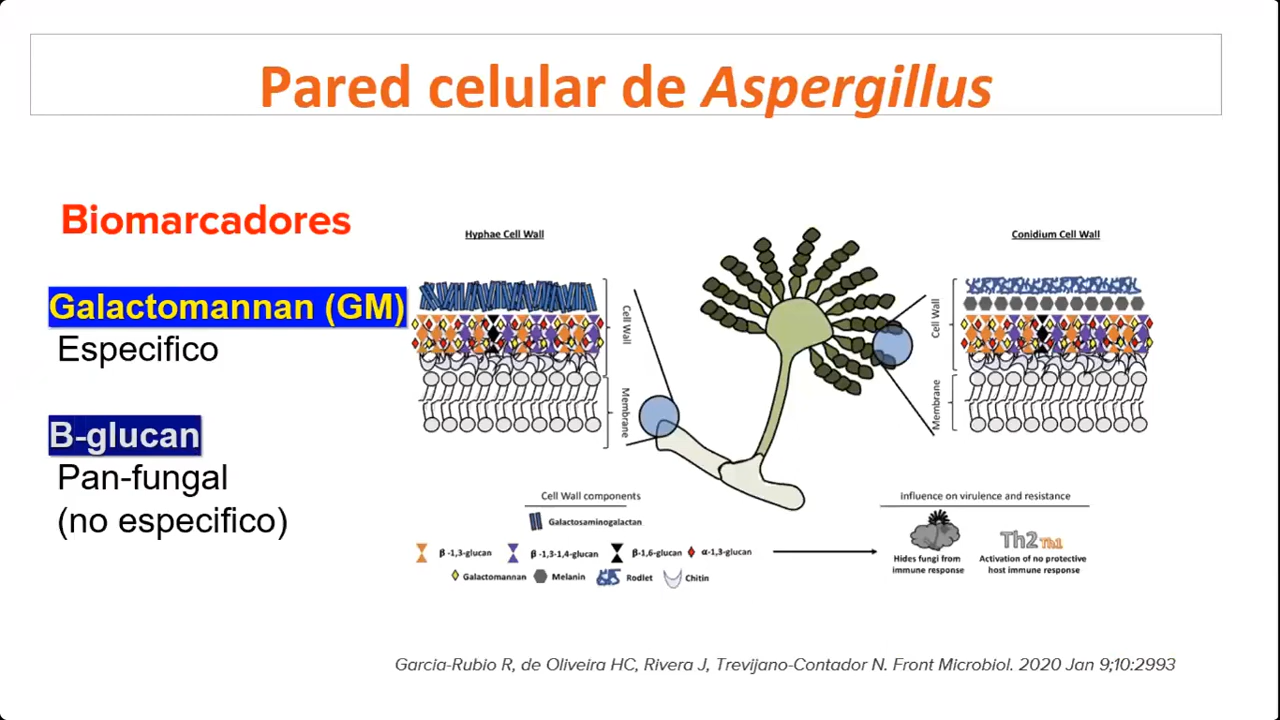 Pared celular de Aspergillus
Biomarcadores
Galactomannan (GM)
Especifico
B-glucan
Pan-fungal
(no especifico)
Hyphae Cell Wall
Cell Wall
Membrane
Conidium Cell Wall
Cell Wall
Membrane
Cell Wall components
Galactosaminogalactan
β-1,3-glucan β-1,3-1,4-glucan β-1,6-glucan α-1,3-glucan
Galactomannan Melanin Rodlet Chitin
Influence on virulence and resistance
Th2 Th1
Hides fungi from
immune response
Activation of no protective
host immune response
Garcia-Rubio R, de Oliveira HC, Rivera J, Trevijano-Contador N. Front Microbiol. 2020 Jan 9;10:2993